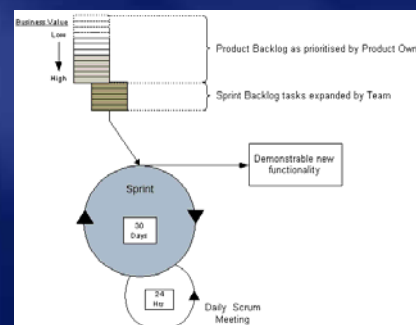 Business Value
Low
High
Product Backlog as prioritised by Product Own
Sprint Backlog tasks expanded by Team
Demonstrable new
functionality
Sprint
30
Days
24
Hrs
Daily Scrum
Meeting